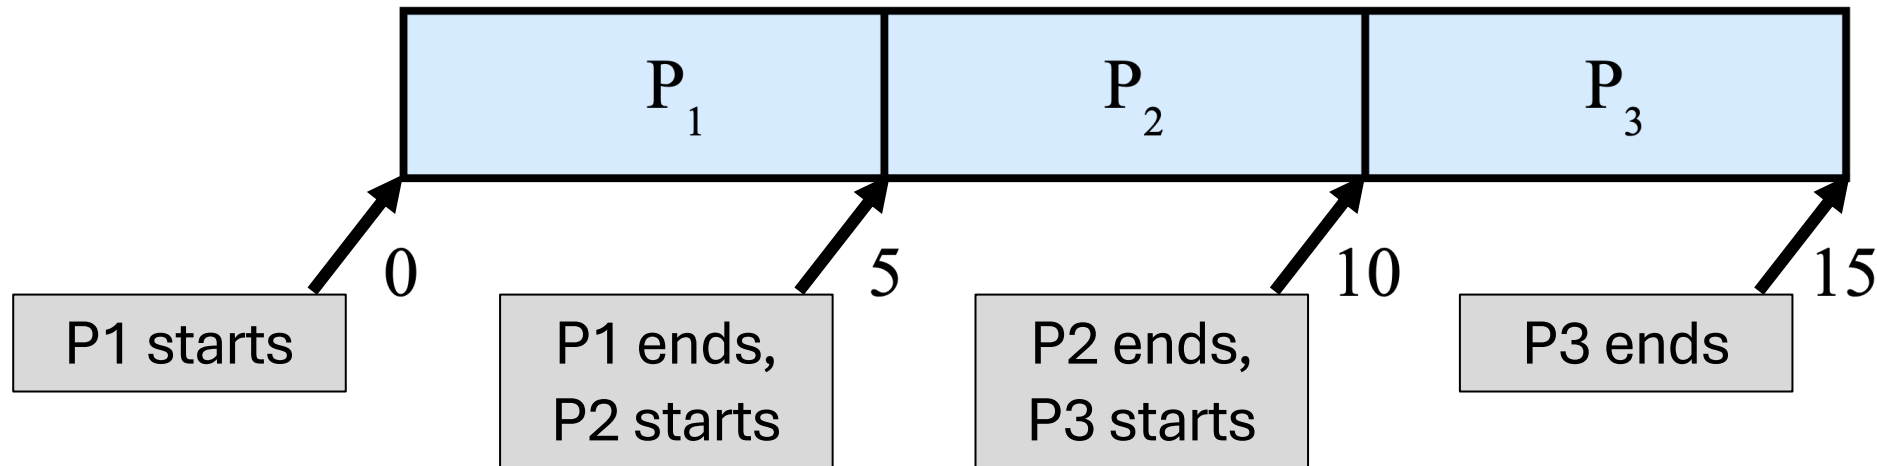 P1 P2 P3
0 5 10 15
P1 starts
P1 ends,
P2 starts
P2 ends,
P3 starts
P3 ends